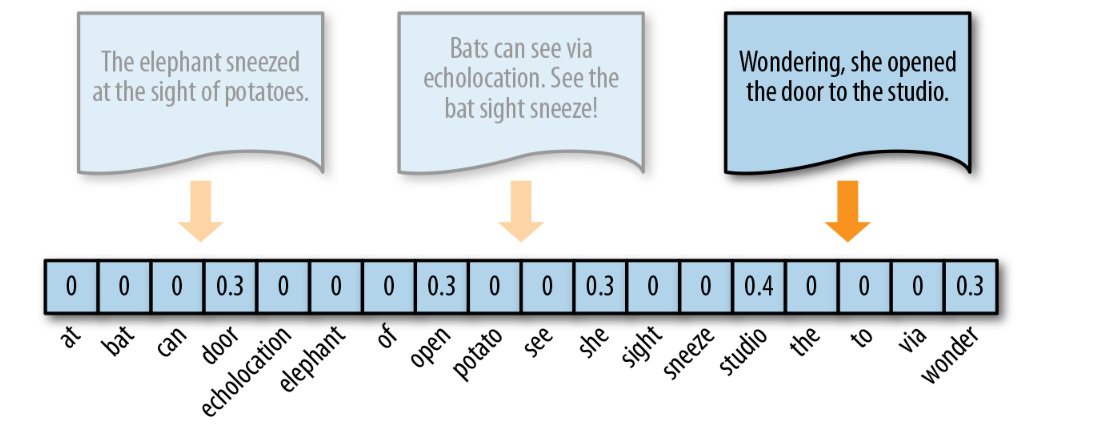 The elephant sneezed
at the sight of potatoes.
Bats can see via
echolocation. See the
bat sight sneeze!
Wondering, she opened
the door to the studio.
0 0 0 0.3 0 0 0 0.3 0 0 0.3 0 0 0.4 0 0 0 0.3
at bat can door echolocation elephant of open potato see she sight sneeze studio the to via wonder